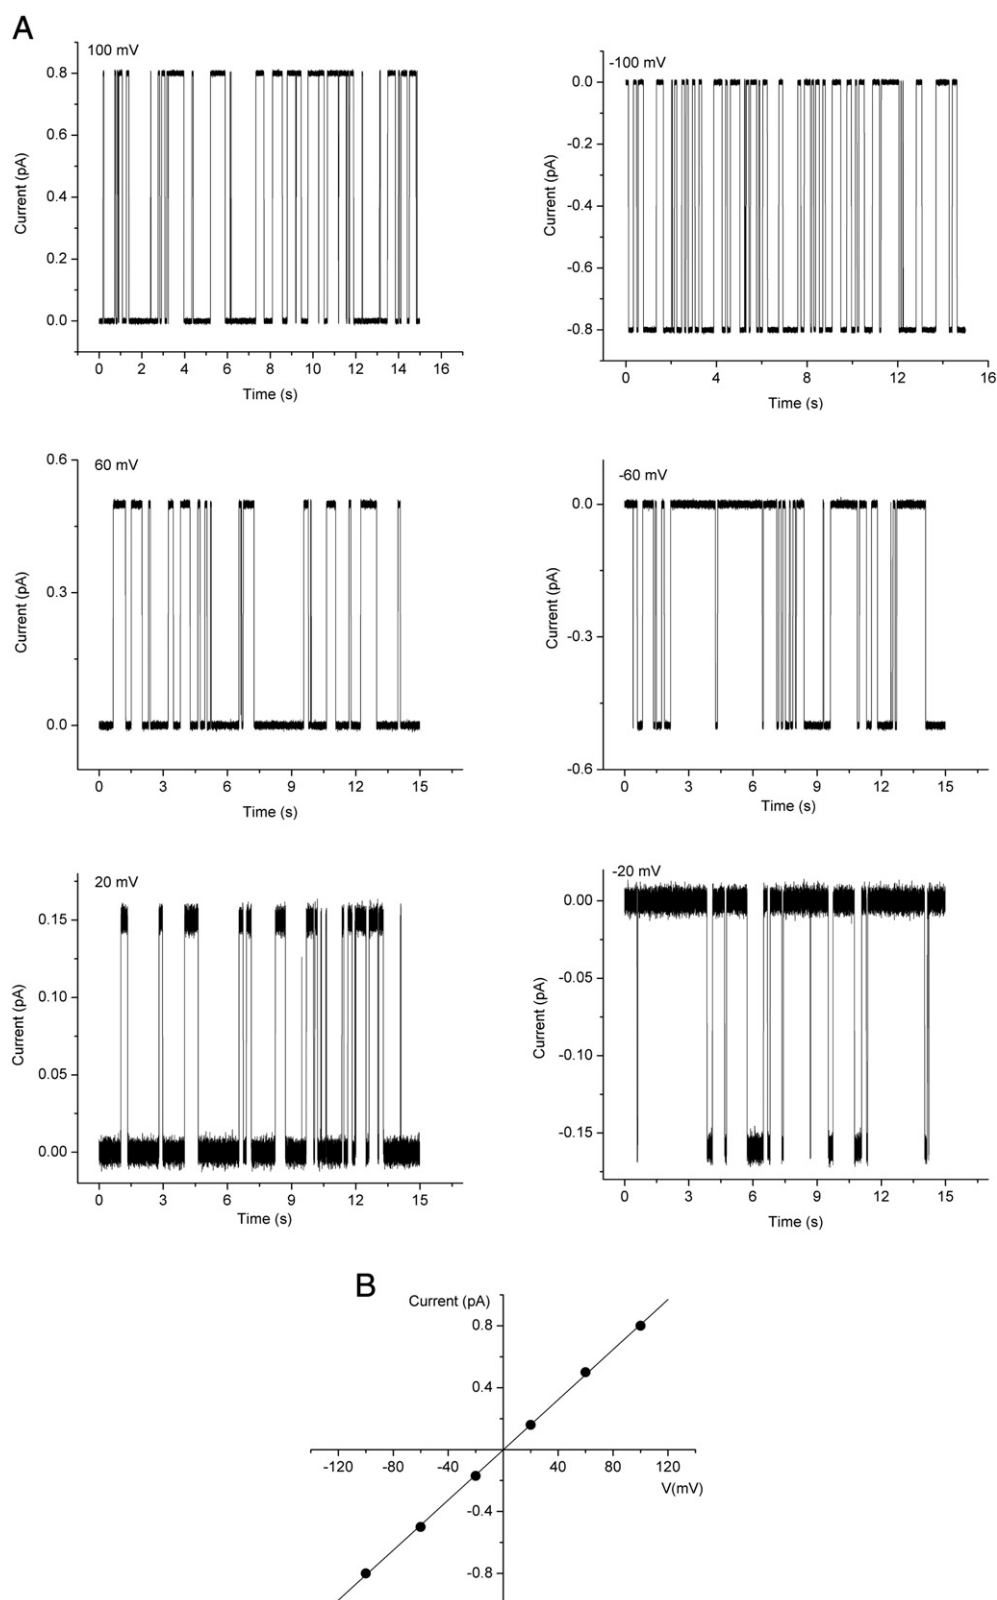 A
100 mV
Current (pA)
0.8
0.6
0.4
0.2
0.0
0 2 4 6 8 10 12 14 16
Time (s)
-100 mV
Current (pA)
0.0
-0.2
-0.4
-0.6
-0.8
0 4 8 12 16
Time (s)
60 mV
Current (pA)
0.6
0.3
0.0
0 3 6 9 12 15
Time (s)
-60 mV
Current (pA)
0.0
-0.3
-0.6
0 3 6 9 12 15
Time (s)
20 mV
Current (pA)
0.15
0.10
0.05
0.00
0 3 6 9 12 15
Time (s)
-20 mV
Current (pA)
0.00
-0.05
-0.10
-0.15
0 3 6 9 12 15
Time (s)
B
Current (pA)
0.8
0.4
-120 -80 -40 40 80 120
V(mV)
-0.4
-0.8